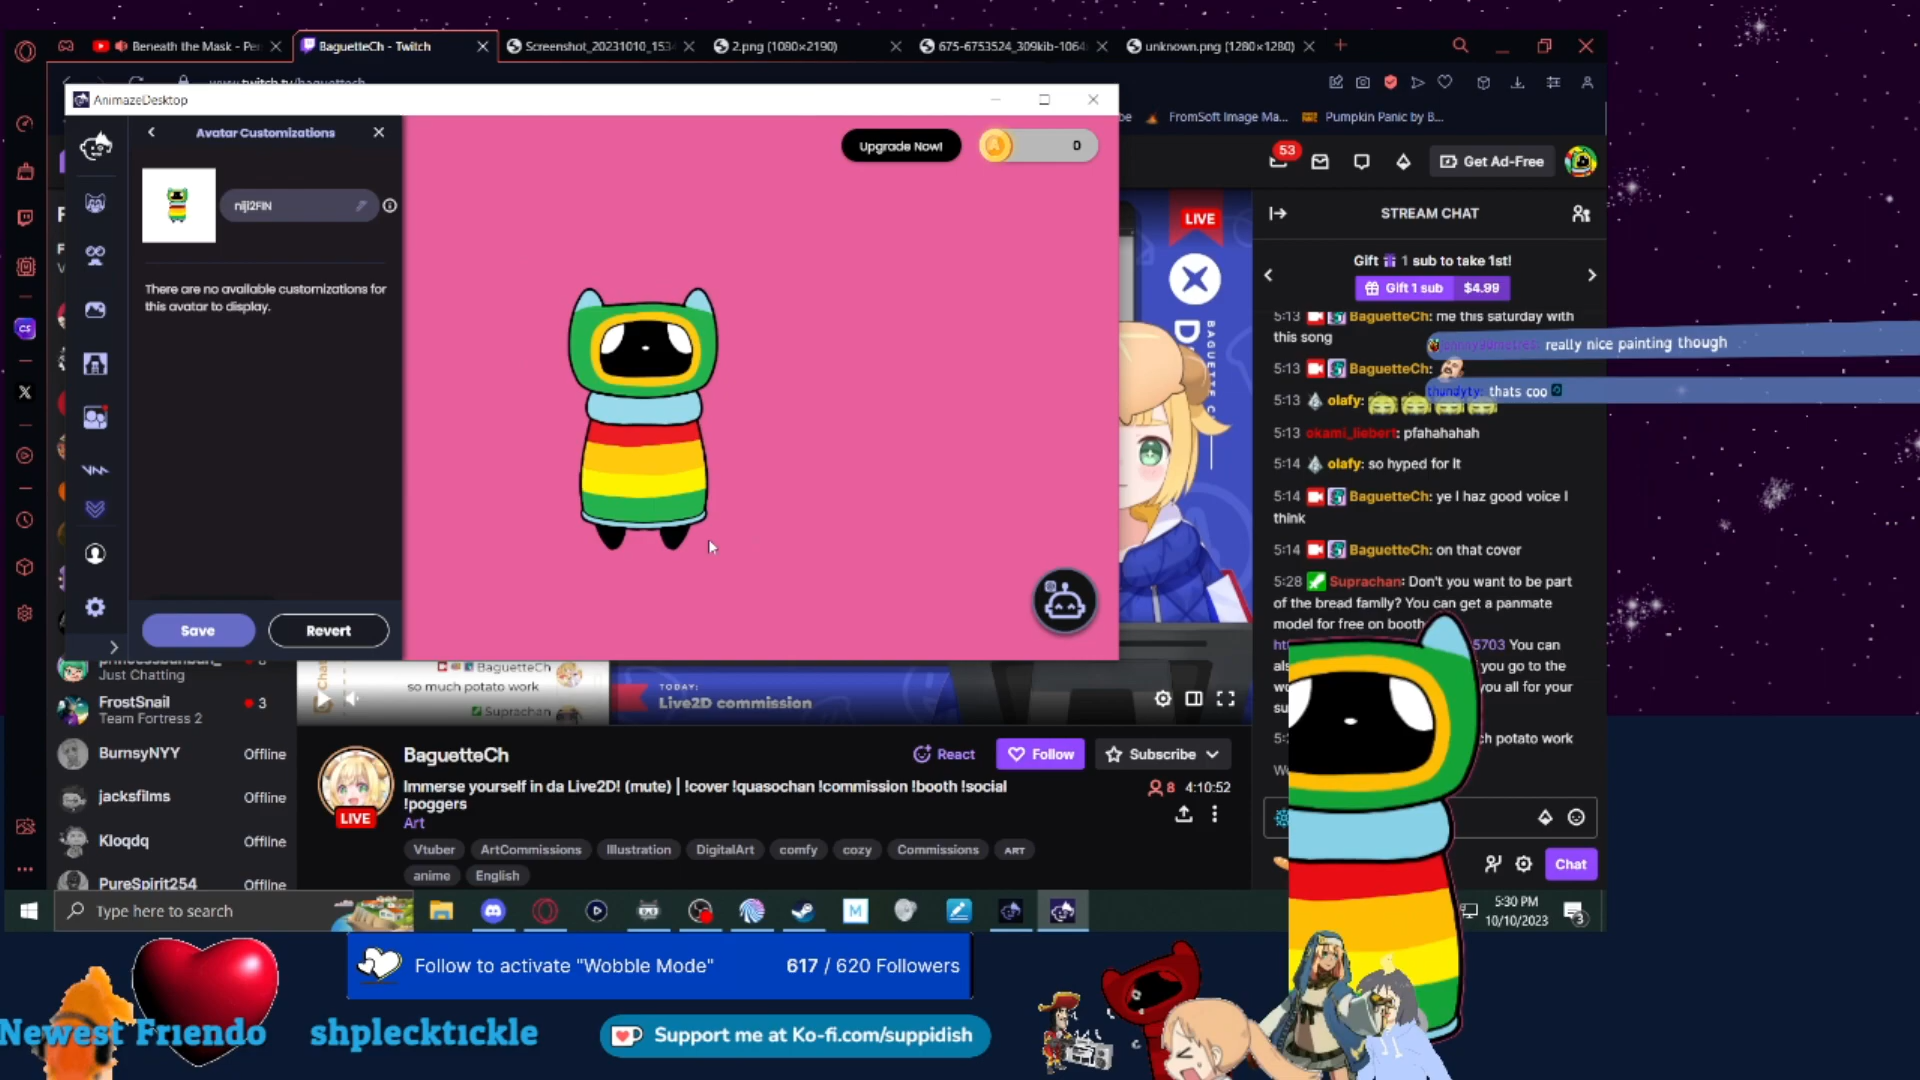 Beneath the Mask - Per
BaguetteCh - Twitch
Screenshot_20231010_1534
2.png (1080×2190)
675-6753524_309kib-1064
unknown.png (1280×1280)
AnimazeDesktop
FromSoft Image Ma...
Pumpkin Panic by B...
Avatar Customizations
niji2FIN
There are no available customizations for
this avatar to display.
Save
Revert
Upgrade Now!
0
53
Get Ad-Free
LIVE
BAGUETTE C
STREAM CHAT
Gift 1 sub to take 1st!
Gift 1 sub $4.99
5:13 BaguetteCh: me this saturday with
this song
5:13 BaguetteCh:
5:13 olafy:
5:13 okami_liebert: pfahahahah
5:14 olafy: so hyped for it
5:14 BaguetteCh: ye I haz good voice I
think
5:14 BaguetteCh: on that cover
5:28 Suprachan: Don't you want to be part
of the bread family? You can get a panmate
model for free on booth
5703 You can
you go to the
you all for your
su
ch potato work
really nice painting though
thundyty: thats coo
Chat
Just Chatting
FrostSnail
3
Team Fortress 2
BurnsyNYY
Offline
jacksfilms
Offline
Kloqdq
Offline
PureSpirit254
Offline
BaguetteCh
so much potato work
Suprachan
TODAY:
Live2D commission
BaguetteCh
React
Follow
Subscribe
Immerse yourself in da Live2D! (mute) | !cover !quasochan !commission !booth !social
!poggers
8 4:10:52
Art
LIVE
Vtuber
ArtCommissions
Illustration
DigitalArt
comfy
cozy
Commissions
ART
anime
English
Type here to search
5:30 PM
10/10/2023
3
Follow to activate "Wobble Mode"
617 / 620 Followers
Newest Friendo
shplecktickle
Support me at Ko-fi.com/suppidish